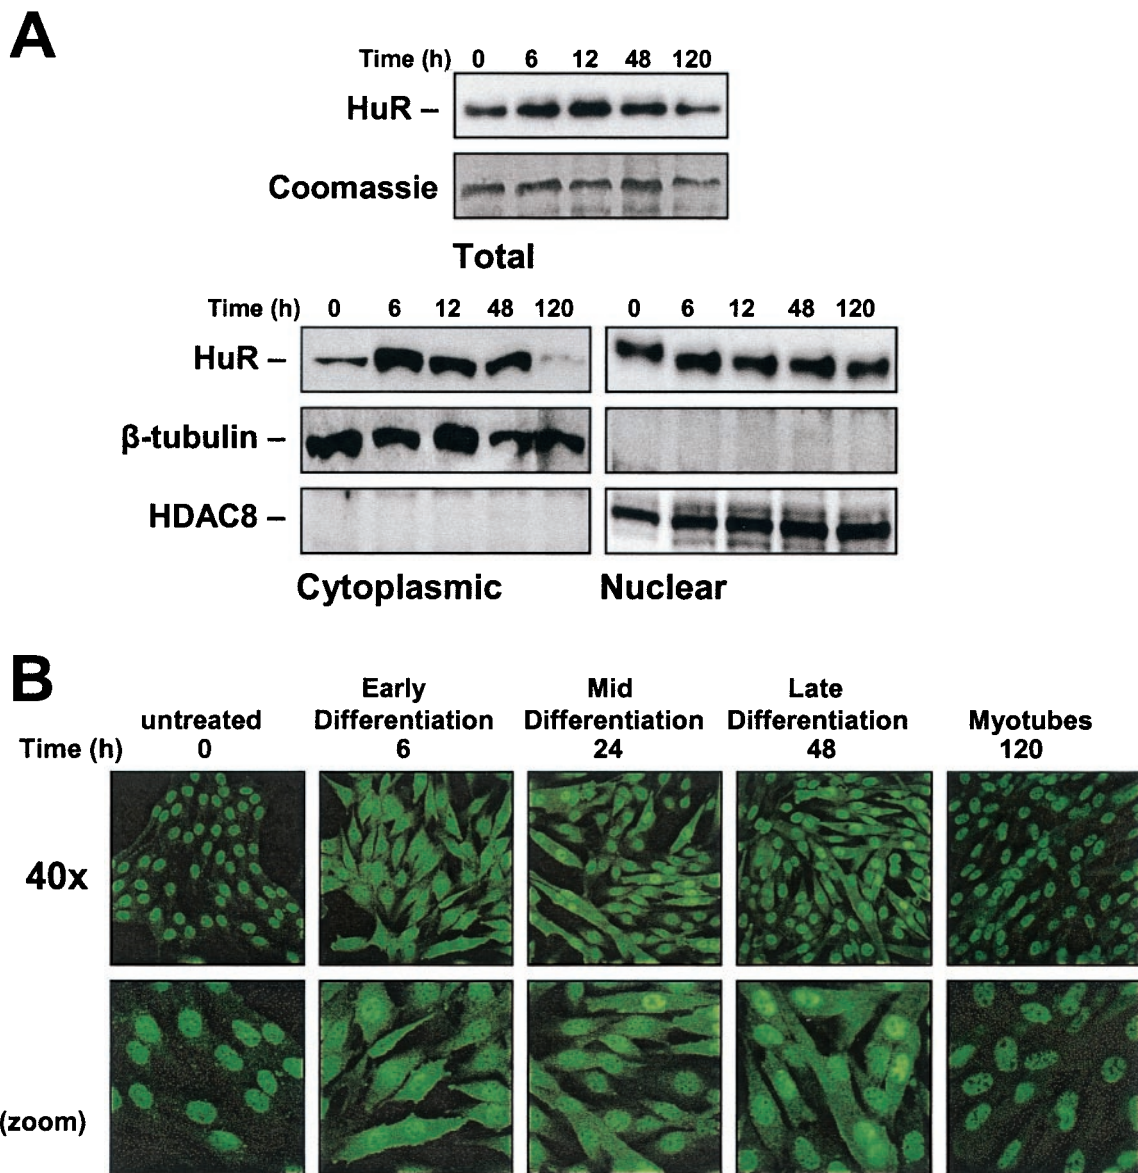 A
Time (h) 0 6 12 48 120
HuR –
Coomassie
Total
Time (h) 0 6 12 48 120 0 6 12 48 120
HuR –
β-tubulin –
HDAC8 –
Cytoplasmic Nuclear
B
Early Mid Late
untreated Differentiation Differentiation Differentiation Myotubes
Time (h) 0 6 24 48 120
40x
(zoom)